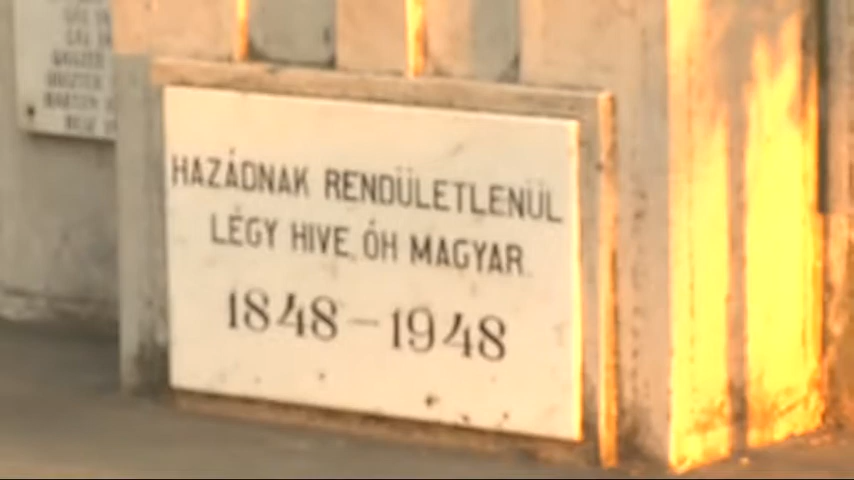 HAZÁDNAK RENDÜLETLENÜL
LÉGY HIVE, ÓH MAGYAR.
1848-1948